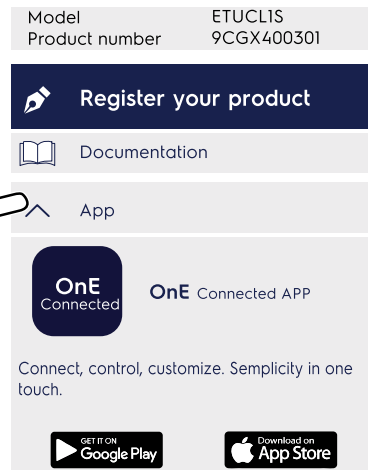 Model ETUCL1S
Product number 9CGX400301
Register your product
Documentation
App
OnE
Connected
OnE Connected APP
Connect, control, customize. Semplicity in one
touch.
GET IT ON
Google Play
Download on
App Store